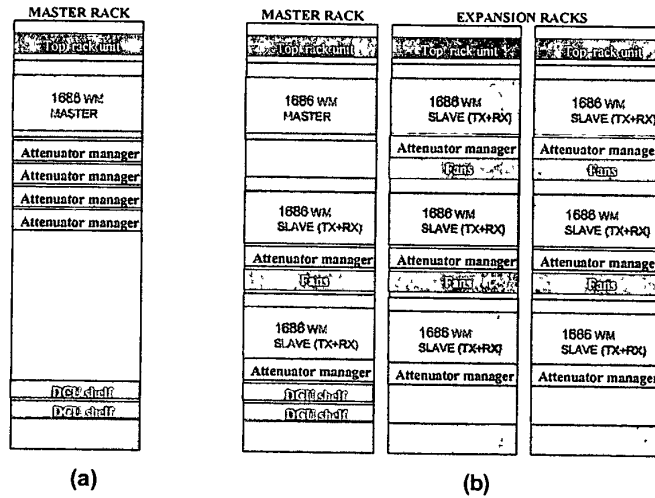 MASTER RACK
Top rack unit
1686 WM
MASTER
Attenuator manager
Attenuator manager
Attenuator manager
Attenuator manager
DCU shelf
DCU shelf
(a)
MASTER RACK
Top rack unit
1686 WM
MASTER
1686 WM
SLAVE (TX+RX)
Attenuator manager
Fans
1686 WM
SLAVE (TX+RX)
Attenuator manager
DCU shelf
DCU shelf
EXPANSION RACKS
Top rack unit
1686 WM
SLAVE (TX+RX)
Attenuator manager
Fans
1686 WM
SLAVE (TX+RX)
Attenuator manager
Fans
1686 WM
SLAVE (TX+RX)
Attenuator manager
Top rack unit
1686 WM
SLAVE (TX+RX)
Attenuator manager
Fans
1686 WM
SLAVE (TX+RX)
Attenuator manager
Fans
1686 WM
SLAVE (TX+RX)
Attenuator manager
(b)